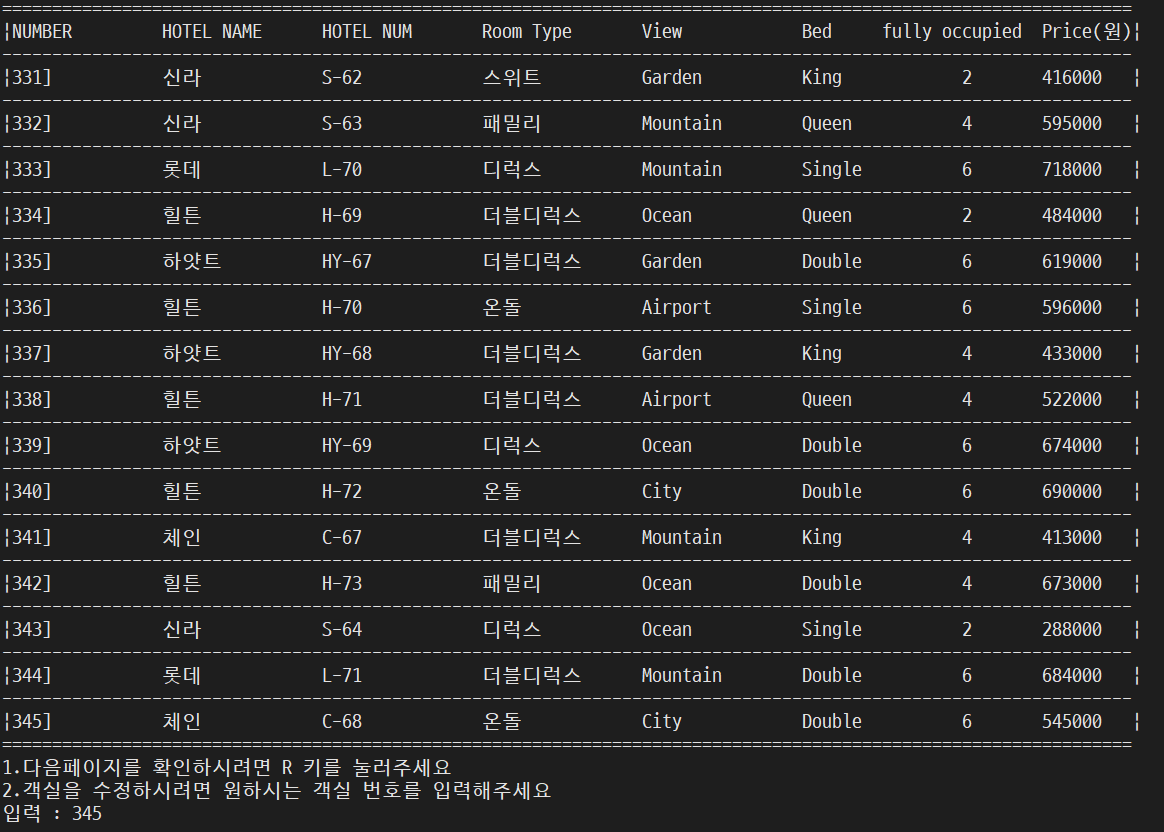 ¦NUMBER HOTEL NAME HOTEL NUM Room Type View Bed fully occupied Price(원)¦
¦331] 신라 S-62 스위트 Garden King 2 416000 ¦
¦332] 신라 S-63 패밀리 Mountain Queen 4 595000 ¦
¦333] 롯데 L-70 디럭스 Mountain Single 6 718000 ¦
¦334] 힐튼 H-69 더블디럭스 Ocean Queen 2 484000 ¦
¦335] 하얏트 HY-67 더블디럭스 Garden Double 6 619000 ¦
¦336] 힐튼 H-70 온돌 Airport Single 6 596000 ¦
¦337] 하얏트 HY-68 더블디럭스 Garden King 4 433000 ¦
¦338] 힐튼 H-71 더블디럭스 Airport Queen 4 522000 ¦
¦339] 하얏트 HY-69 디럭스 Ocean Double 6 674000 ¦
¦340] 힐튼 H-72 온돌 City Double 6 690000 ¦
¦341] 체인 C-67 더블디럭스 Mountain King 4 413000 ¦
¦342] 힐튼 H-73 패밀리 Ocean Double 4 673000 ¦
¦343] 신라 S-64 디럭스 Ocean Single 2 288000 ¦
¦344] 롯데 L-71 더블디럭스 Mountain Double 6 684000 ¦
¦345] 체인 C-68 온돌 City Double 6 545000 ¦
1.다음페이지를 확인하시려면 R 키를 눌러주세요
2.객실을 수정하시려면 원하시는 객실 번호를 입력해주세요
입력 : 345